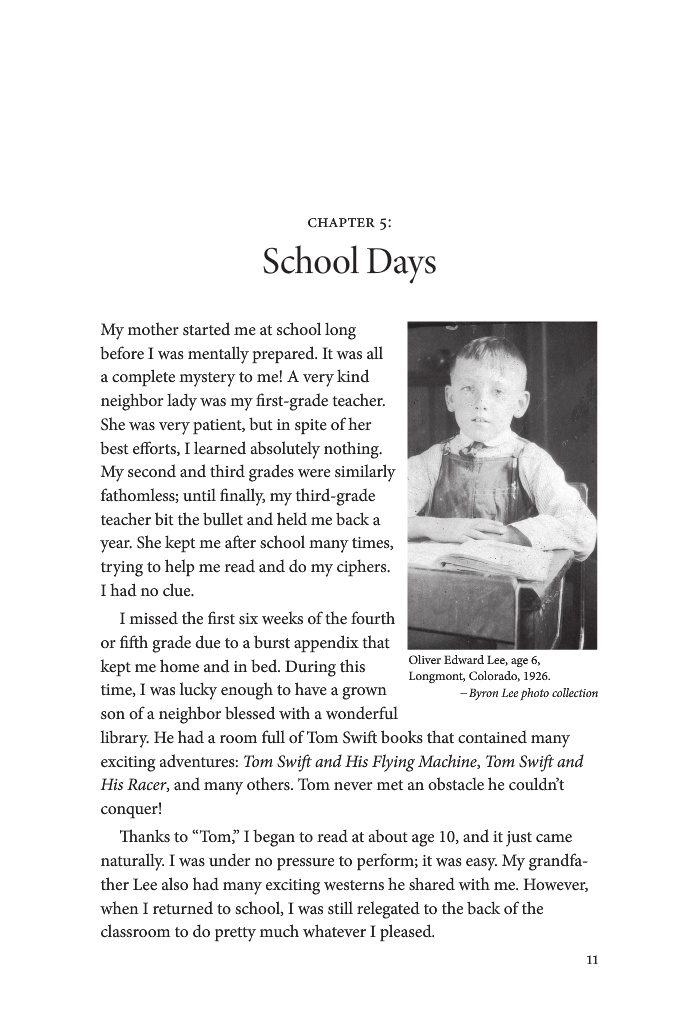 CHAPTER 5:
School Days
My mother started me at school long
before I was mentally prepared. It was all
a complete mystery to me! A very kind
neighbor lady was my first-grade teacher.
She was very patient, but in spite of her
best efforts, I learned absolutely nothing.
My second and third grades were similarly
fathomless; until finally, my third-grade
teacher bit the bullet and held me back a
year. She kept me after school many times,
trying to help me read and do my ciphers.
I had no clue.
I missed the first six weeks of the fourth
or fifth grade due to a burst appendix that
kept me home and in bed. During this
time, I was lucky enough to have a grown
son of a neighbor blessed with a wonderful
library. He had a room full of Tom Swift books that contained many
exciting adventures: Tom Swift and His Flying Machine, Tom Swift and
His Racer, and many others. Tom never met an obstacle he couldn’t
conquer!
Thanks to “Tom,” I began to read at about age 10, and it just came
naturally. I was under no pressure to perform; it was easy. My grandfa-
ther Lee also had many exciting westerns he shared with me. However,
when I returned to school, I was still relegated to the back of the
classroom to do pretty much whatever I pleased.
Oliver Edward Lee, age 6,
Longmont, Colorado, 1926.
– Byron Lee photo collection
11